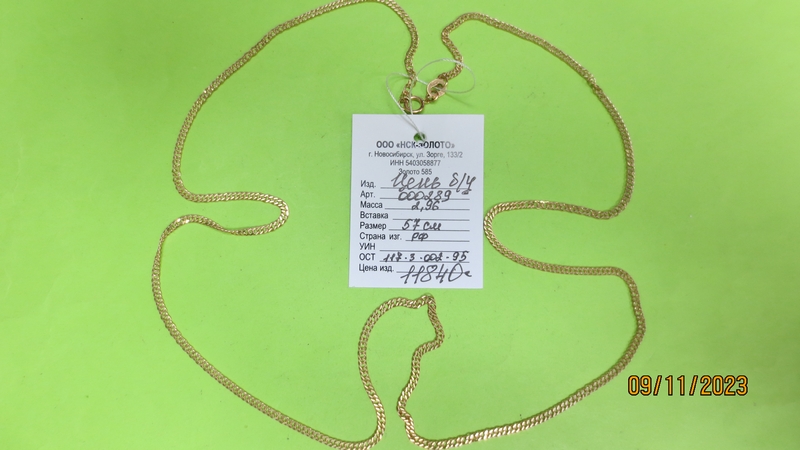 ООО «НСК-ЗОЛОТО»
г. Новосибирск, ул. Зорге, 133/2
ИНН 5403058877
Золото 585
Изд. Цепь б/у
Арт. 000239
Масса 2,96
Вставка
Размер 57 см
Страна изг. РФ
УИН
ОСТ 117-3-002-95
Цена изд. 11840
09/11/2023